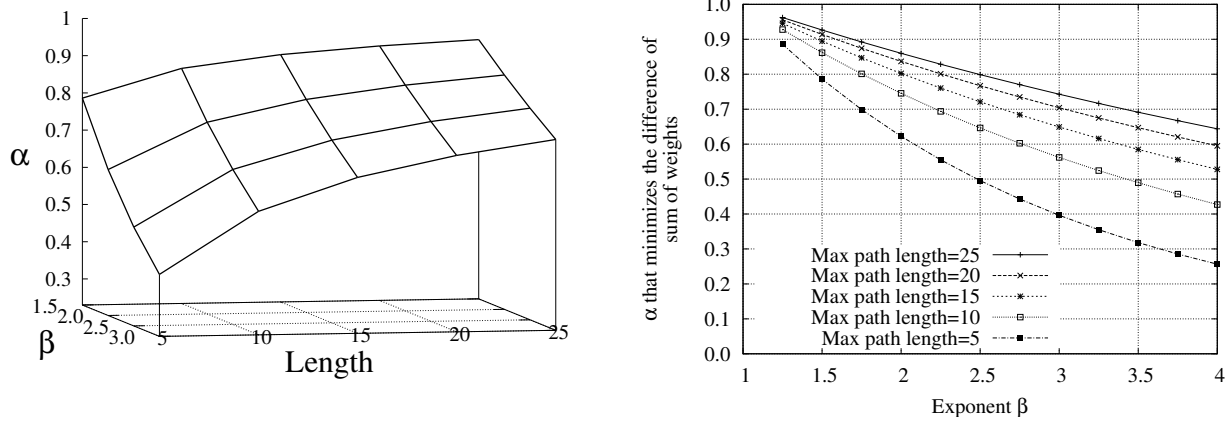 1
0.9
0.8
0.7
0.6
0.5
0.4
0.3
α
1.5
2.0
2.5
3.0
β
5
10
15
20
25
Length
1.0
0.9
0.8
0.7
0.6
0.5
0.4
0.3
0.2
0.1
0.0
α that minimizes the difference of
sum of weights
Max path length=25
Max path length=20
Max path length=15
Max path length=10
Max path length=5
1 1.5 2 2.5 3 3.5 4
Exponent β